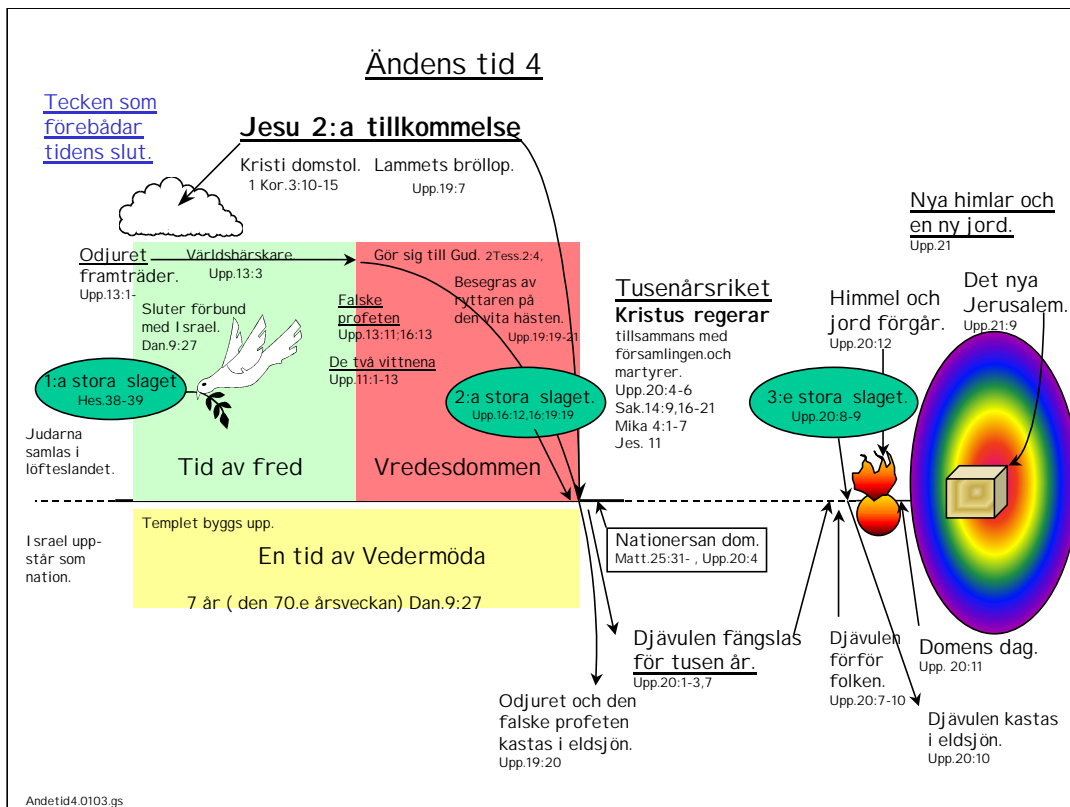 Ändens tid 4
Tecken som
förebådar
tidens slut.
Jesu 2:a tillkommelse
Kristi domstol.
1 Kor.3:10-15
Lammets bröllop.
Upp.19:7
Odjuret
framträder.
Upp.13:1-
Världshärskare.
Upp.13:3
Sluter förbund
med Israel.
Dan.9:27
Gör sig till Gud. 2Tess.2:4,
Besegras av
ryttaren på
den vita hästen.
Upp.19:19-21
Falske
profeten
Upp.13:11;16:13
De två vittnena
Upp.11:1-13
1:a stora slaget
Hes.38-39
2:a stora slaget.
Upp.16:12,16;19:19
Judarna
samlas i
löfteslandet.
Tid av fred
Vredesdommen
Tusenårsriket
Kristus regerar
tillsammans med
församlingen.och
martyrer.
Upp.20:4-6
Sak.14:9,16-21
Mika 4:1-7
Jes. 11
3:e stora slaget.
Upp.20:8-9
Himmel och
jord förgår.
Upp.20:12
Nya himlar och
en ny jord.
Upp.21
Det nya
Jerusalem.
Upp.21:9
Israel upp-
står som
nation.
Templet byggs upp.
En tid av Vedermöda
7 år ( den 70.e årsveckan) Dan.9:27
Nationersan dom.
Matt.25:31- , Upp.20:4
Djävulen fängslas
för tusen år.
Upp.20:1-3,7
Odjuret och den
falske profeten
kastas i eldsjön.
Upp.19:20
Djävulen
förför
folken.
Upp.20:7-10
Domens dag.
Upp. 20:11
Djävulen kastas
i eldsjön.
Upp.20:10
Andetid4.0103.gs